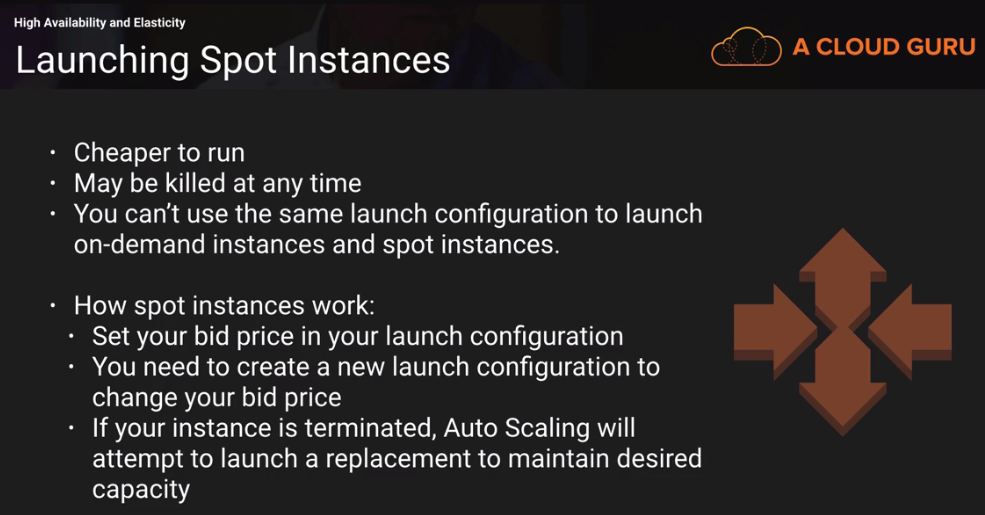 High Availability and Elasticity
Launching Spot Instances
A CLOUD GURU
• Cheaper to run
• May be killed at any time
• You can’t use the same launch configuration to launch
on-demand instances and spot instances.
• How spot instances work:
• Set your bid price in your launch configuration
• You need to create a new launch configuration to
change your bid price
• If your instance is terminated, Auto Scaling will
attempt to launch a replacement to maintain desired
capacity